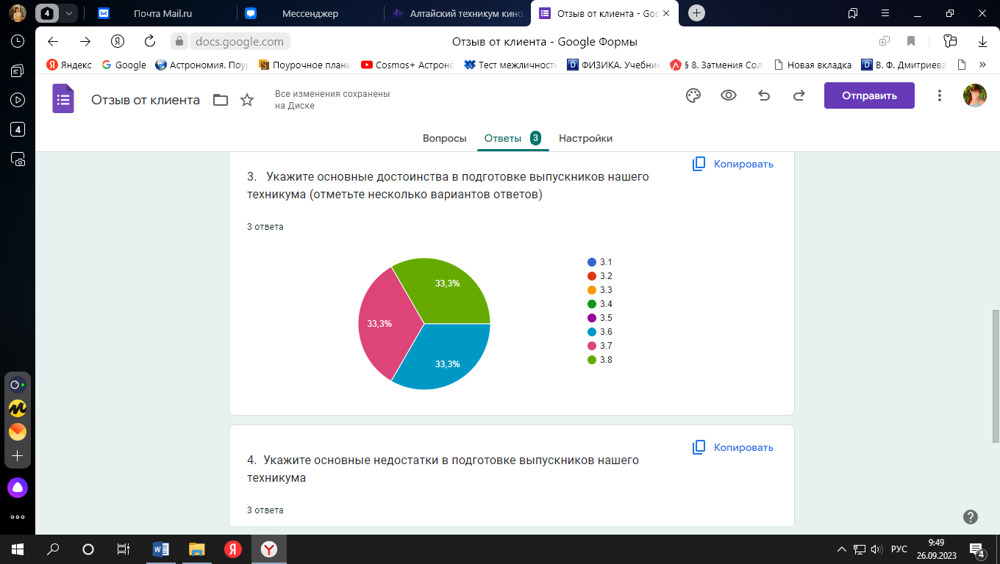 4
Почта Mail.ru
Мессенджер
Алтайский техникум кино
Отзыв от клиента - Goo
docs.google.com
Отзыв от клиента - Google Формы
Яндекс
Google
Астрономия. Поур
Поурочное плани
Cosmos+ Астроно
Тест межличностн
ФИЗИКА. Учебник
§ 8. Затмения Сол
Новая вкладка
В. Ф. Дмитриева
Отзыв от клиента
Все изменения сохранены
на Диске
Отправить
4
Вопросы
Ответы 3
Настройки
Копировать
3. Укажите основные достоинства в подготовке выпускников нашего
техникума (отметьте несколько вариантов ответов)
3 ответа
33,3%
33,3%
33,3%
3.1
3.2
3.3
3.4
3.5
3.6
3.7
3.8
Копировать
4. Укажите основные недостатки в подготовке выпускников нашего
техникума
3 ответа
РУС
9:49
26.09.2023
4